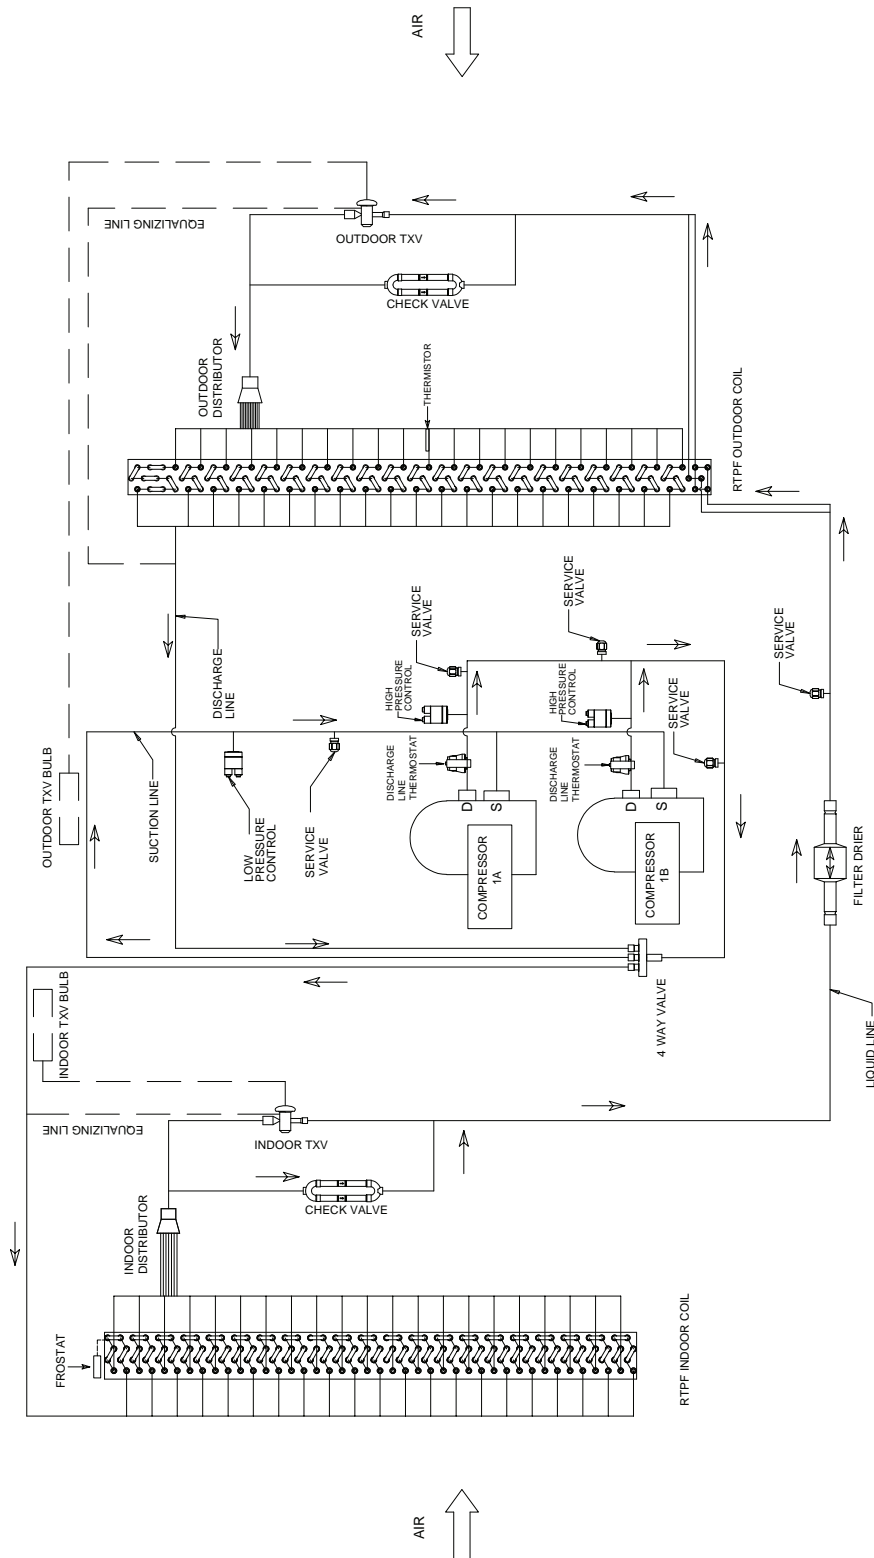 AIR
EQUALIZING LINE
OUTDOOR TXV
CHECK VALVE
OUTDOOR
DISTRIBUTOR
THERMISTOR
RTPF OUTDOOR COIL
OUTDOOR TXV BULB
SUCTION LINE
DISCHARGE
LINE
LOW
PRESSURE
CONTROL
SERVICE
VALVE
HIGH
PRESSURE
CONTROL
SERVICE
VALVE
DISCHARGE
LINE
THERMOSTAT
D
S
COMPRESSOR
1A
HIGH
PRESSURE
CONTROL
SERVICE
VALVE
DISCHARGE
LINE
THERMOSTAT
D
S
COMPRESSOR
1B
SERVICE
VALVE
SERVICE
VALVE
FILTER DRIER
4 WAY VALVE
LIQUID LINE
INDOOR TXV BULB
EQUALIZING LINE
INDOOR TXV
CHECK VALVE
INDOOR
DISTRIBUTOR
FROSTAT
RTPF INDOOR COIL
AIR